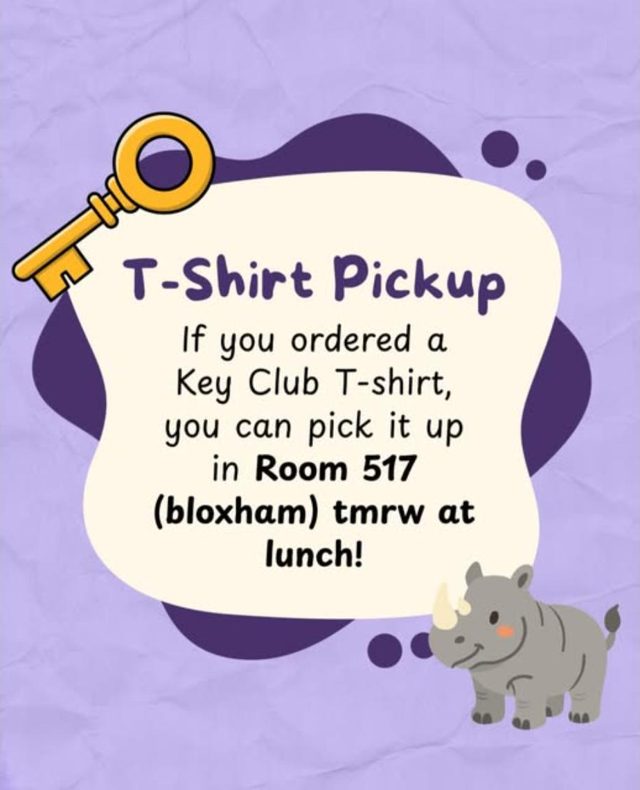 T-Shirt Pickup
If you ordered a
Key Club T-shirt,
you can pick it up
in Room 517
(bloxham) tmrw at
lunch!